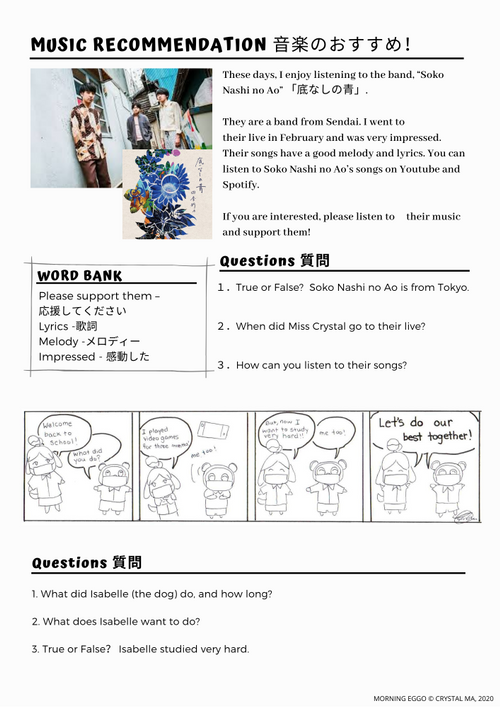 MUSIC RECOMMENDATION 音楽のおすすめ!
These days, I enjoy listening to the band, "Soko
Nashi no Ao" 「底なしの青」.
They are a band from Sendai. I went to
their live in February and was very impressed.
Their songs have a good melody and lyrics. You can
listen to Soko Nashi no Ao's songs on Youtube and
Spotify.
If you are interested, please listen to their music
and support them!
底なしの青
WORD BANK
Please support them –
応援してください
Lyrics -歌詞
Melody -メロディー
Impressed - 感動した
Questions 質問
1. True or False? Soko Nashi no Ao is from Tokyo.
2. When did Miss Crystal go to their live?
3. How can you listen to their songs?
Welcome
back to
school!
What did
you do?
I played
video games
for three months
me too!
But, now I
want to study
very hard!!
me too!
Let's do our
best together!
Questions 質問
1. What did Isabelle (the dog) do, and how long?
2. What does Isabelle want to do?
3. True or False? Isabelle studied very hard.
MORNING EGGO © CRYSTAL MA, 2020